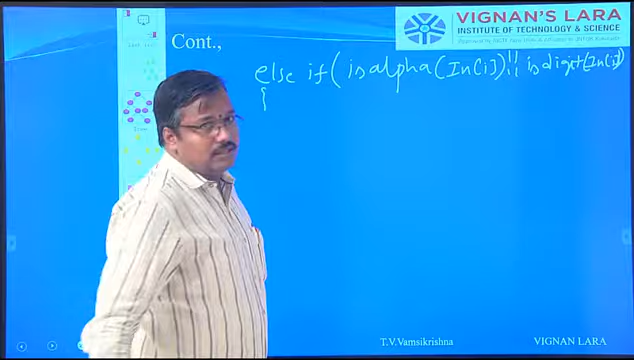 VIGNAN'S LARA
INSTITUTE OF TECHNOLOGY & SCIENCE
Cont.,
else if( isalpha(In[i]) || isdigit(In[i])
{
T.V.Vamsikrishna
VIGNAN LARA